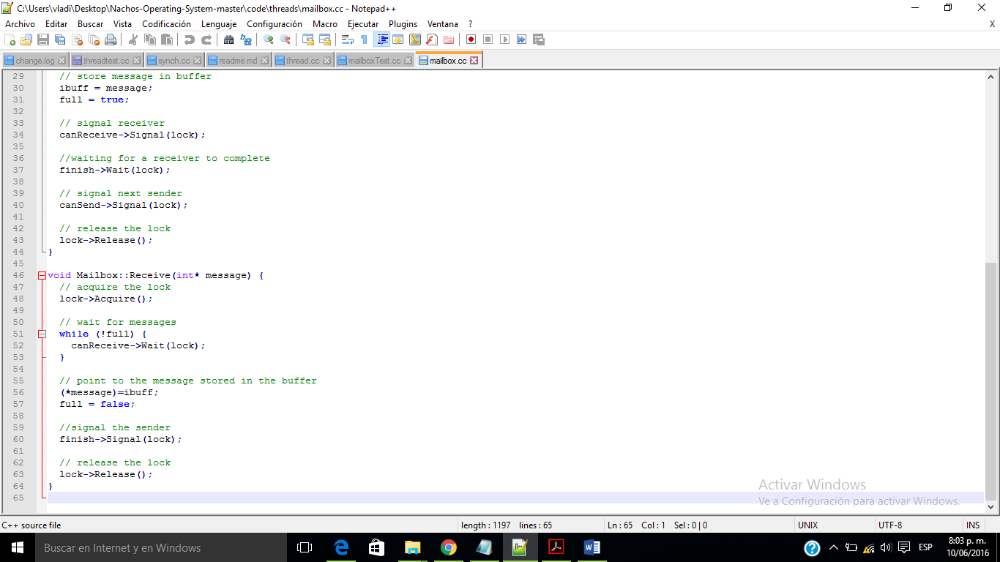 C:\Users\vladi\Desktop\Nachos-Operating-System-master\code\threads\mailbox.cc - Notepad++
Archivo Editar Buscar Vista Codificación Lenguaje Configuración Macro Ejecutar Plugins Ventana ? X
change.log threadtest.cc synch.cc readme.md thread.cc mailboxTest.cc mailbox.cc
29 // store message in buffer
30 ibuff = message;
31 full = true;
32
33 // signal receiver
34 canReceive->Signal(lock);
35
36 //waiting for a receiver to complete
37 finish->Wait(lock);
38
39 // signal next sender
40 canSend->Signal(lock);
41
42 // release the lock
43 lock->Release();
44 }
45
46 void Mailbox::Receive(int* message) {
47 // acquire the lock
48 lock->Acquire();
49
50 // wait for messages
51 while (!full) {
52 canReceive->Wait(lock);
53 }
54
55 // point to the message stored in the buffer
56 (*message)=ibuff;
57 full = false;
58
59 //signal the sender
60 finish->Signal(lock);
61
62 // release the lock
63 lock->Release();
64 }
65
Activar Windows
Ve a Configuración para activar Windows.
C++ source file length : 1197 lines : 65 Ln : 65 Col : 1 Sel : 0 | 0 UNIX UTF-8 INS
Buscar en Internet y en Windows ESP 8:03 p. m.
10/06/2016